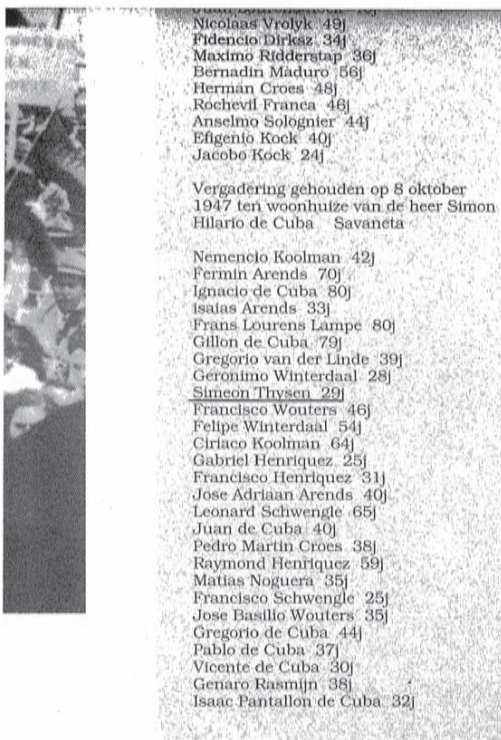 Nicolaas Vrolyk 49j
Fidencio Dirksz 34j
Maximo Ridderstap 36j
Bernadin Maduro 56j
Herman Croes 48j
Rochevil Franca 46j
Anselmo Solognier 44j
Efigenio Kock 40j
Jacobo Kock 24j
Vergadering gehouden op 8 oktober
1947 ten woonhuize van de heer Simon
Hilario de Cuba Savaneta
Nemencio Koolman 42j
Fermin Arends 70j
Ignacio de Cuba 80j
isaias Arends 33j
Frans Lourens Lampe 80j
Gillon de Cuba 79j
Gregorio van der Linde 39j
Geronimo Winterdaal 28j
Simeon Thysen 29j
Francisco Wouters 46j
Felipe Winterdaal 54j
Ciriaco Koolman 64j
Gabriel Henriquez 25j
Francisco Henriquez 31j
Jose Adriaan Arends 40j
Leonard Schwengle 65j
Juan de Cuba 40j
Pedro Martin Croes 38j
Raymond Henriquez 59j
Matias Noguera 35j
Francisco Schwengle 25j
Jose Basilio Wouters 35j
Gregorio de Cuba 44j
Pablo de Cuba 37j
Vicente de Cuba 30j
Genaro Rasmijn 38j
Isaac Pantallon de Cuba 32j